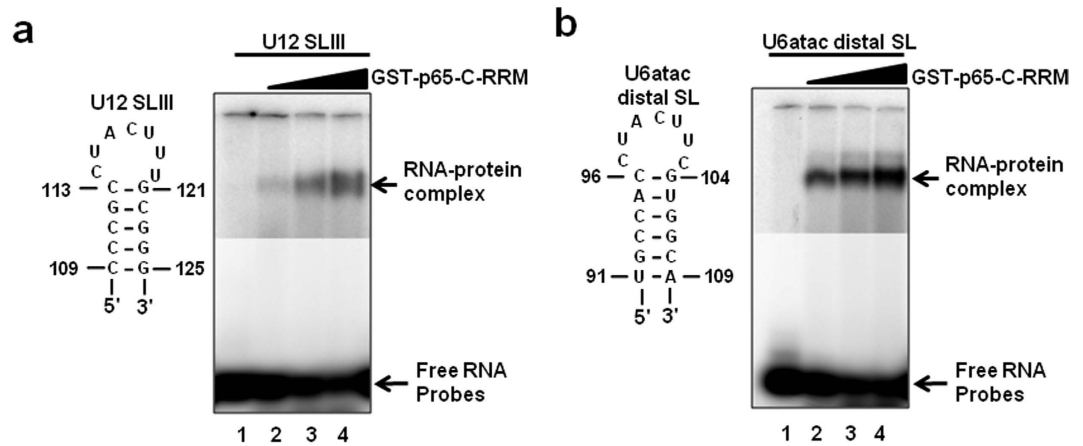 a
U12 SLIII
GST-p65-C-RRM
U12 SLIII
A C U
U U
C U
113 C – G 121
G – C
C – G
C – G
109 C – G 125
5' 3'
RNA-protein
complex
Free RNA
Probes
1 2 3 4
b
U6atac distal SL
GST-p65-C-RRM
U6atac
distal SL
A C U
U U
C C
96 C – G 104
A – U
C – G
C – G
G – C
91 U – A 109
5' 3'
RNA-protein
complex
Free RNA
Probes
1 2 3 4